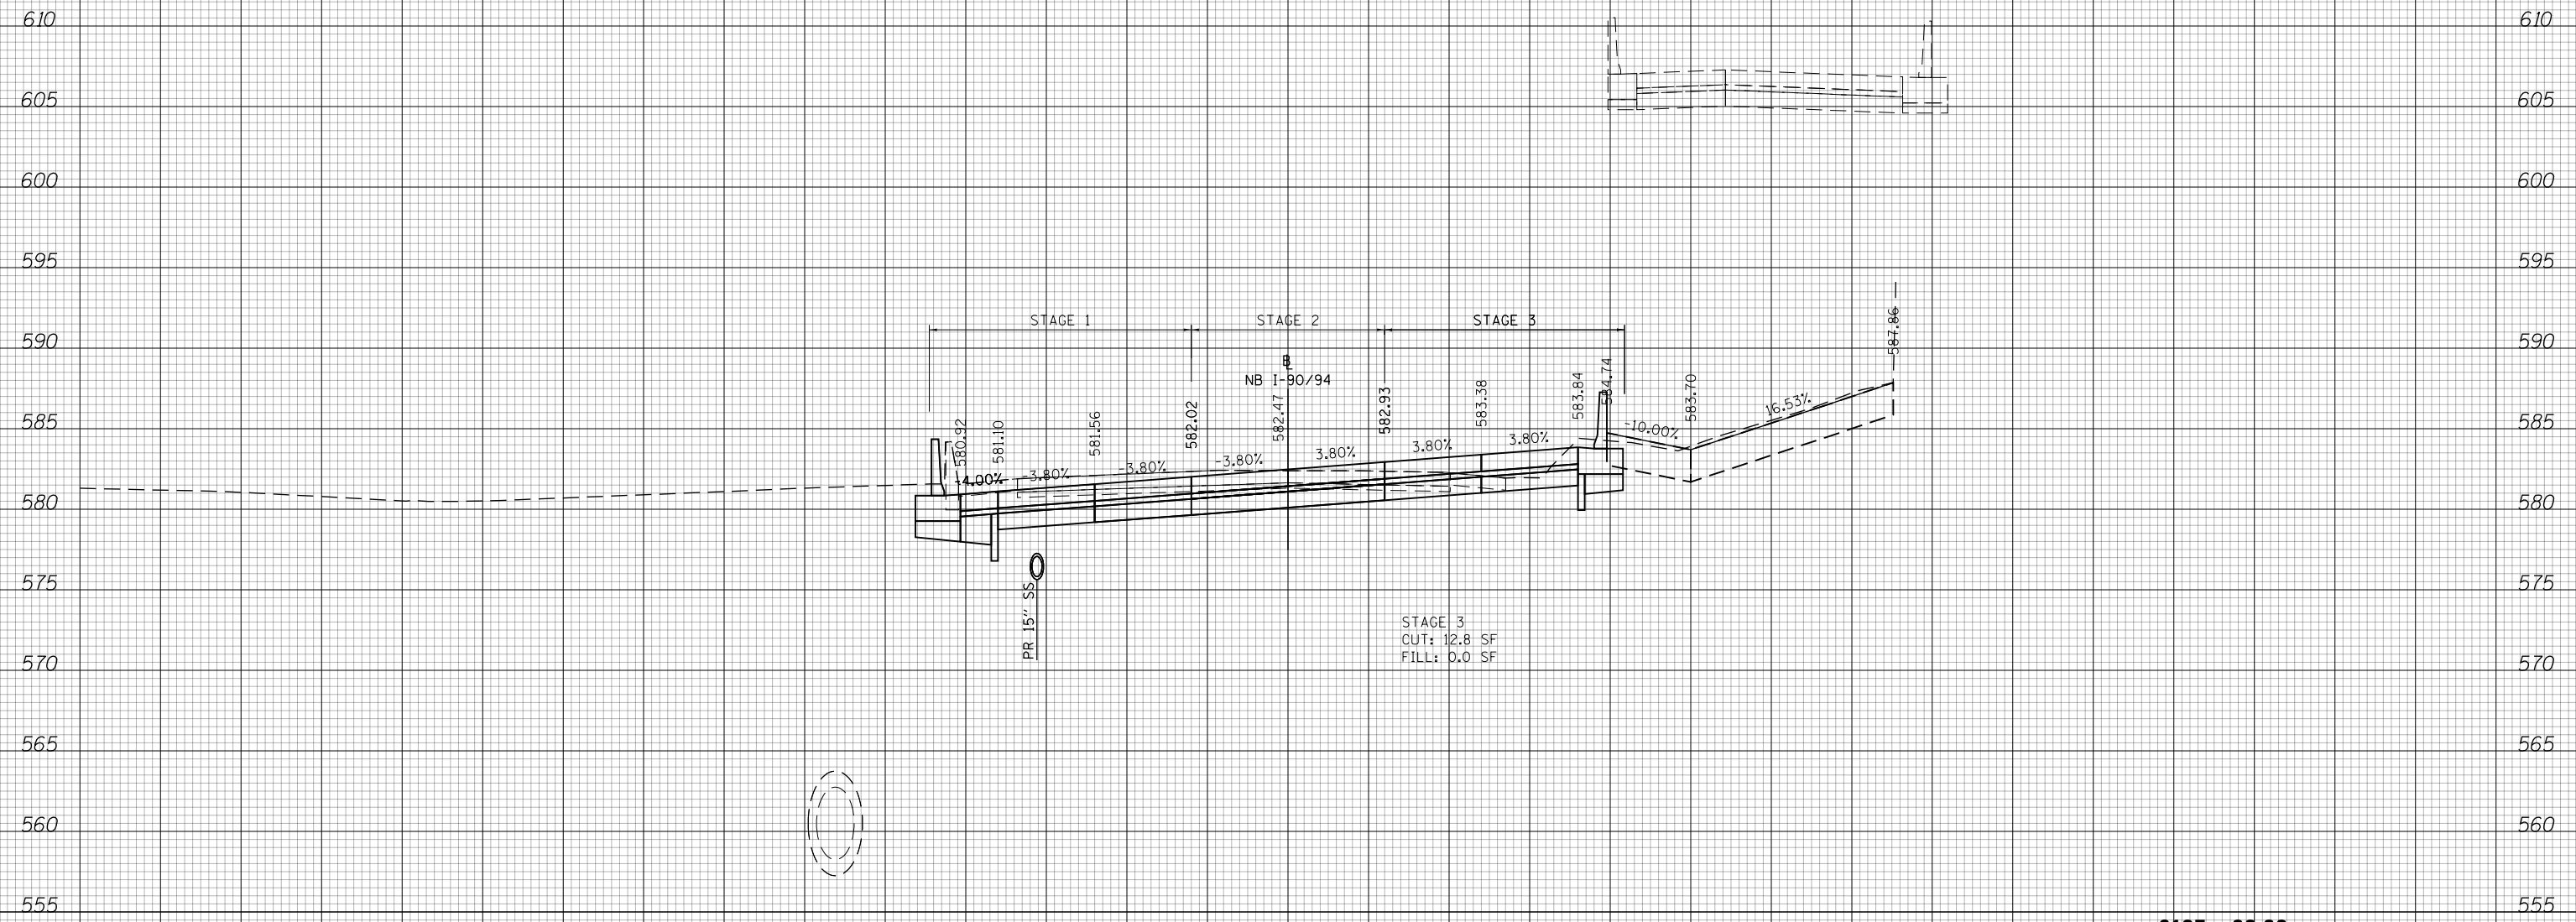 610 610
605 605
600 600
595 595
590 590
585 585
580 580
575 575
570 570
565 565
560 560
555 555
STAGE 1 STAGE 2 STAGE 3
NB I-90/94
580.92 581.10 581.56 582.02 582.47 582.93 583.38 583.84 584.74 583.70 587.86
-4.00% -3.80% -3.80% -3.80% 3.80% 3.80% 3.80% -10.00% 16.53%
PR 15" SS
STAGE 3
CUT: 12.8 SF
FILL: 0.0 SF